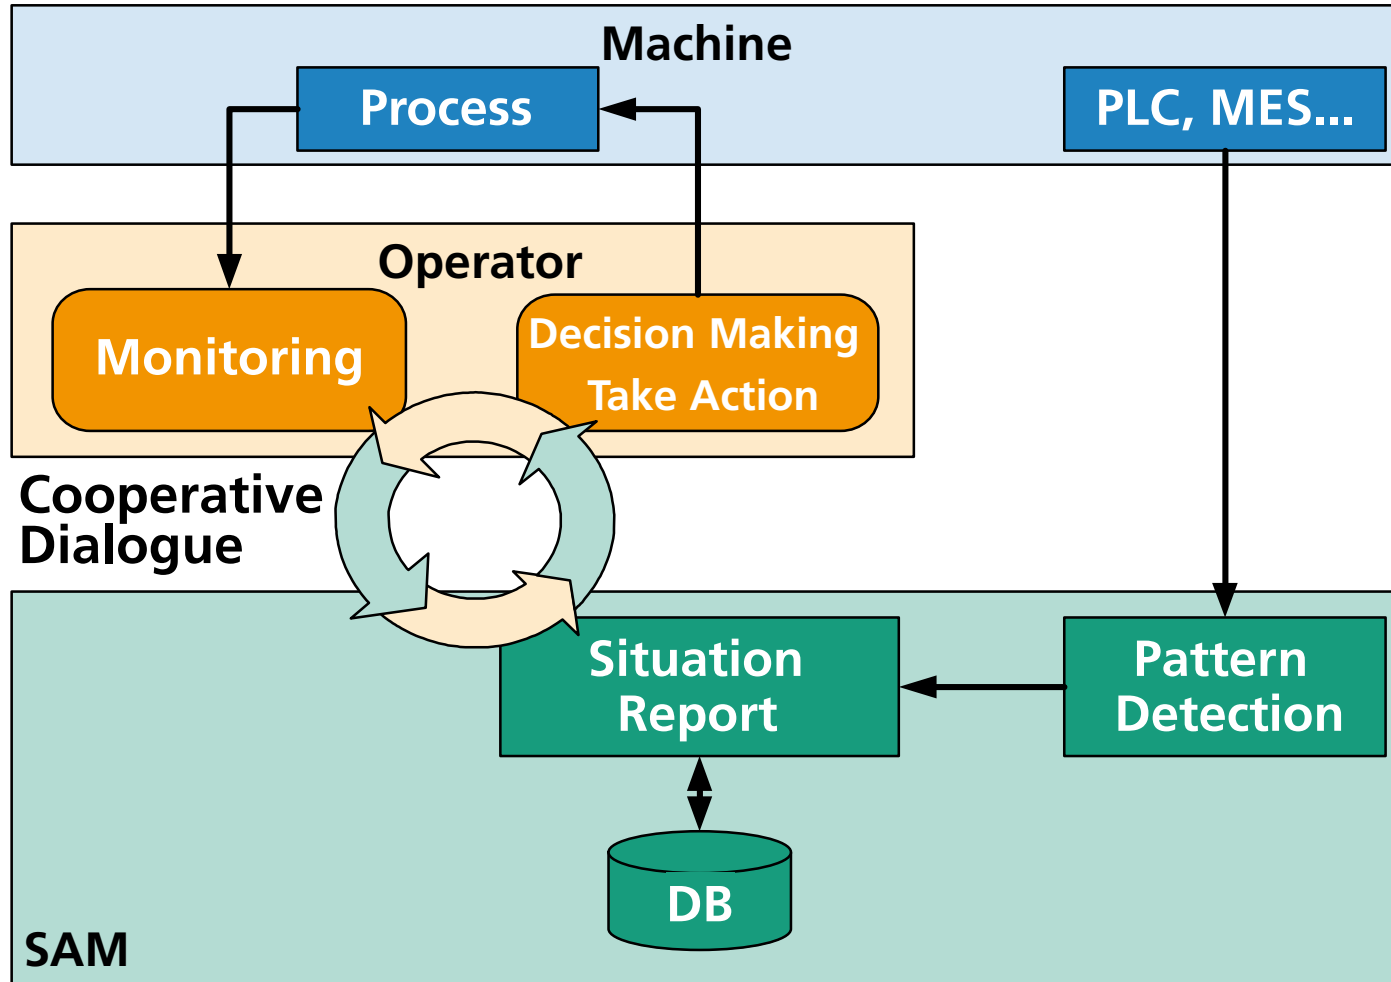 Machine
Process
PLC, MES...
Operator
Monitoring
Decision Making
Take Action
Cooperative
Dialogue
Situation
Report
Pattern
Detection
DB
SAM